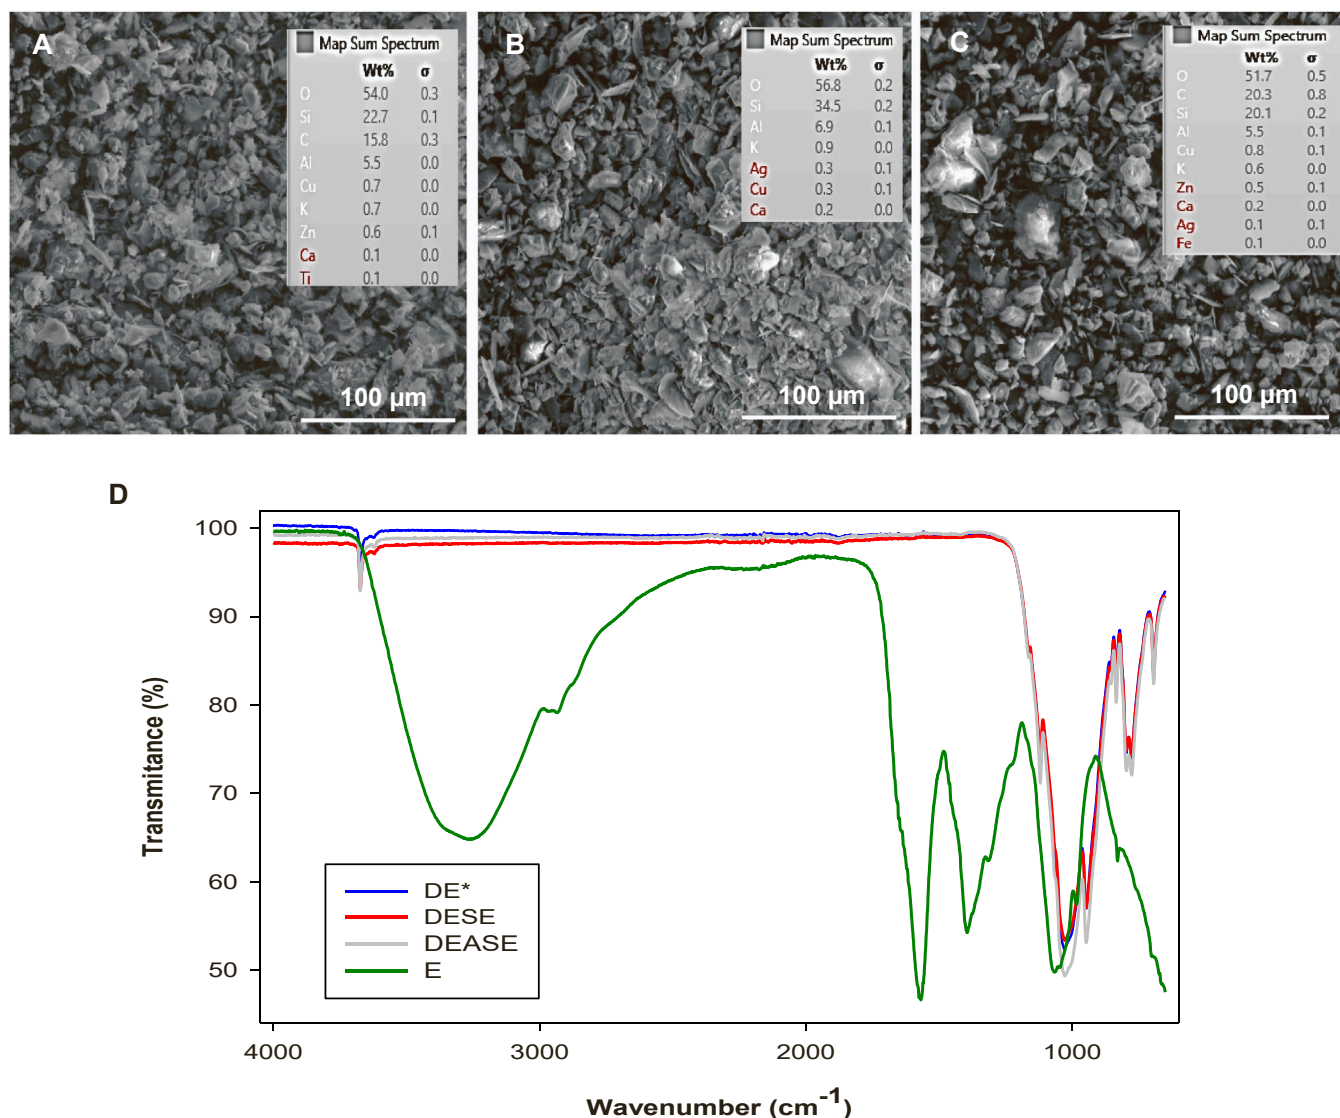 A
Map Sum Spectrum
Wt% σ
O 54.0 0.3
Si 22.7 0.1
C 15.8 0.3
Al 5.5 0.0
Cu 0.7 0.0
K 0.7 0.0
Zn 0.6 0.1
Ca 0.1 0.0
Ti 0.1 0.0
100 µm
B
Map Sum Spectrum
Wt% σ
O 56.8 0.2
Si 34.5 0.2
Al 6.9 0.1
K 0.9 0.0
Ag 0.3 0.1
Cu 0.3 0.1
Ca 0.2 0.0
100 µm
C
Map Sum Spectrum
Wt% σ
O 51.7 0.5
C 20.3 0.8
Si 20.1 0.2
Al 5.5 0.1
Cu 0.8 0.1
K 0.6 0.0
Zn 0.5 0.1
Ca 0.2 0.0
Ag 0.1 0.1
Fe 0.1 0.0
100 µm
D
Transmitance (%)
100
90
80
70
60
50
DE*
DESE
DEASE
E
4000 3000 2000 1000
Wavenumber (cm⁻¹)